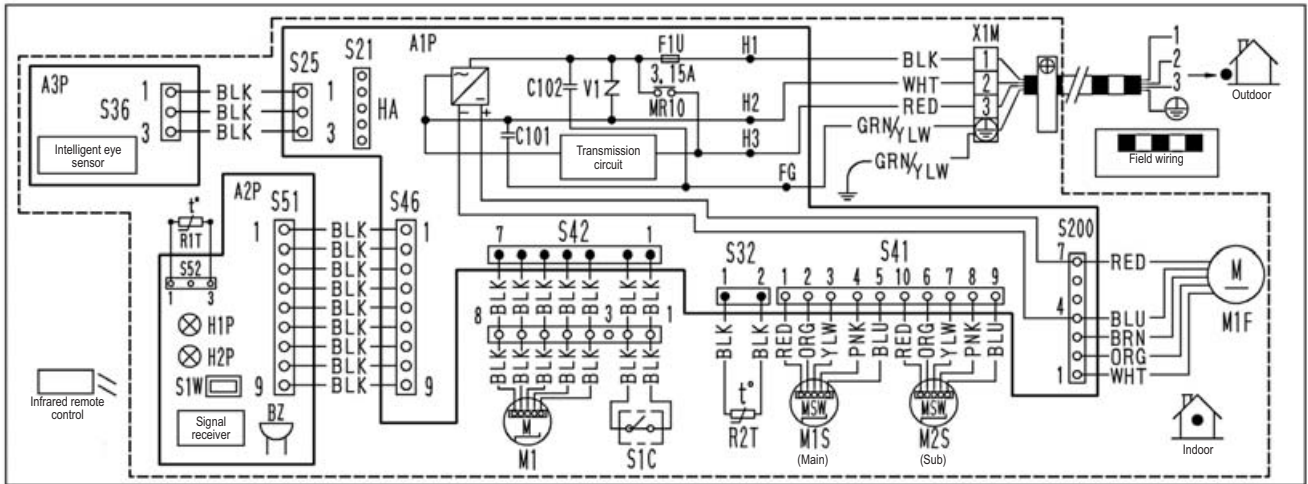 A3P
S36
1
3
Intelligent eye
sensor
BLK
BLK
BLK
S25
1
3
S21
HA
A1P
C102
V1
F1U
3.15A
MR10
C101
Transmission
circuit
H1
H2
H3
FG
BLK
WHT
RED
GRN/
YLW
GRN/
YLW
X1M
1
2
3
1
2
3
Outdoor
Field wiring
A2P
t°
R1T
S52
1 3
H1P
H2P
S1W
Signal
receiver
BZ
S51
1
9
BLK
BLK
BLK
BLK
BLK
BLK
BLK
BLK
BLK
S46
1
9
Infrared remote
control
S42
7 1
BLK BLK BLK BLK BLK BLK BLK
8 3 1
BLK BLK BLK BLK BLK BLK BLK
M
M1
S1C
S32
1 2
BLK BLK
t°
R2T
S41
1 2 3 4 5 10 6 7 8 9
RED ORG YLW PNK BLU RED ORG YLW PNK BLU
MSW
M1S
(Main)
MSW
M2S
(Sub)
S200
7
4
1
RED
BLU
BRN
ORG
WHT
M
M1F
Indoor